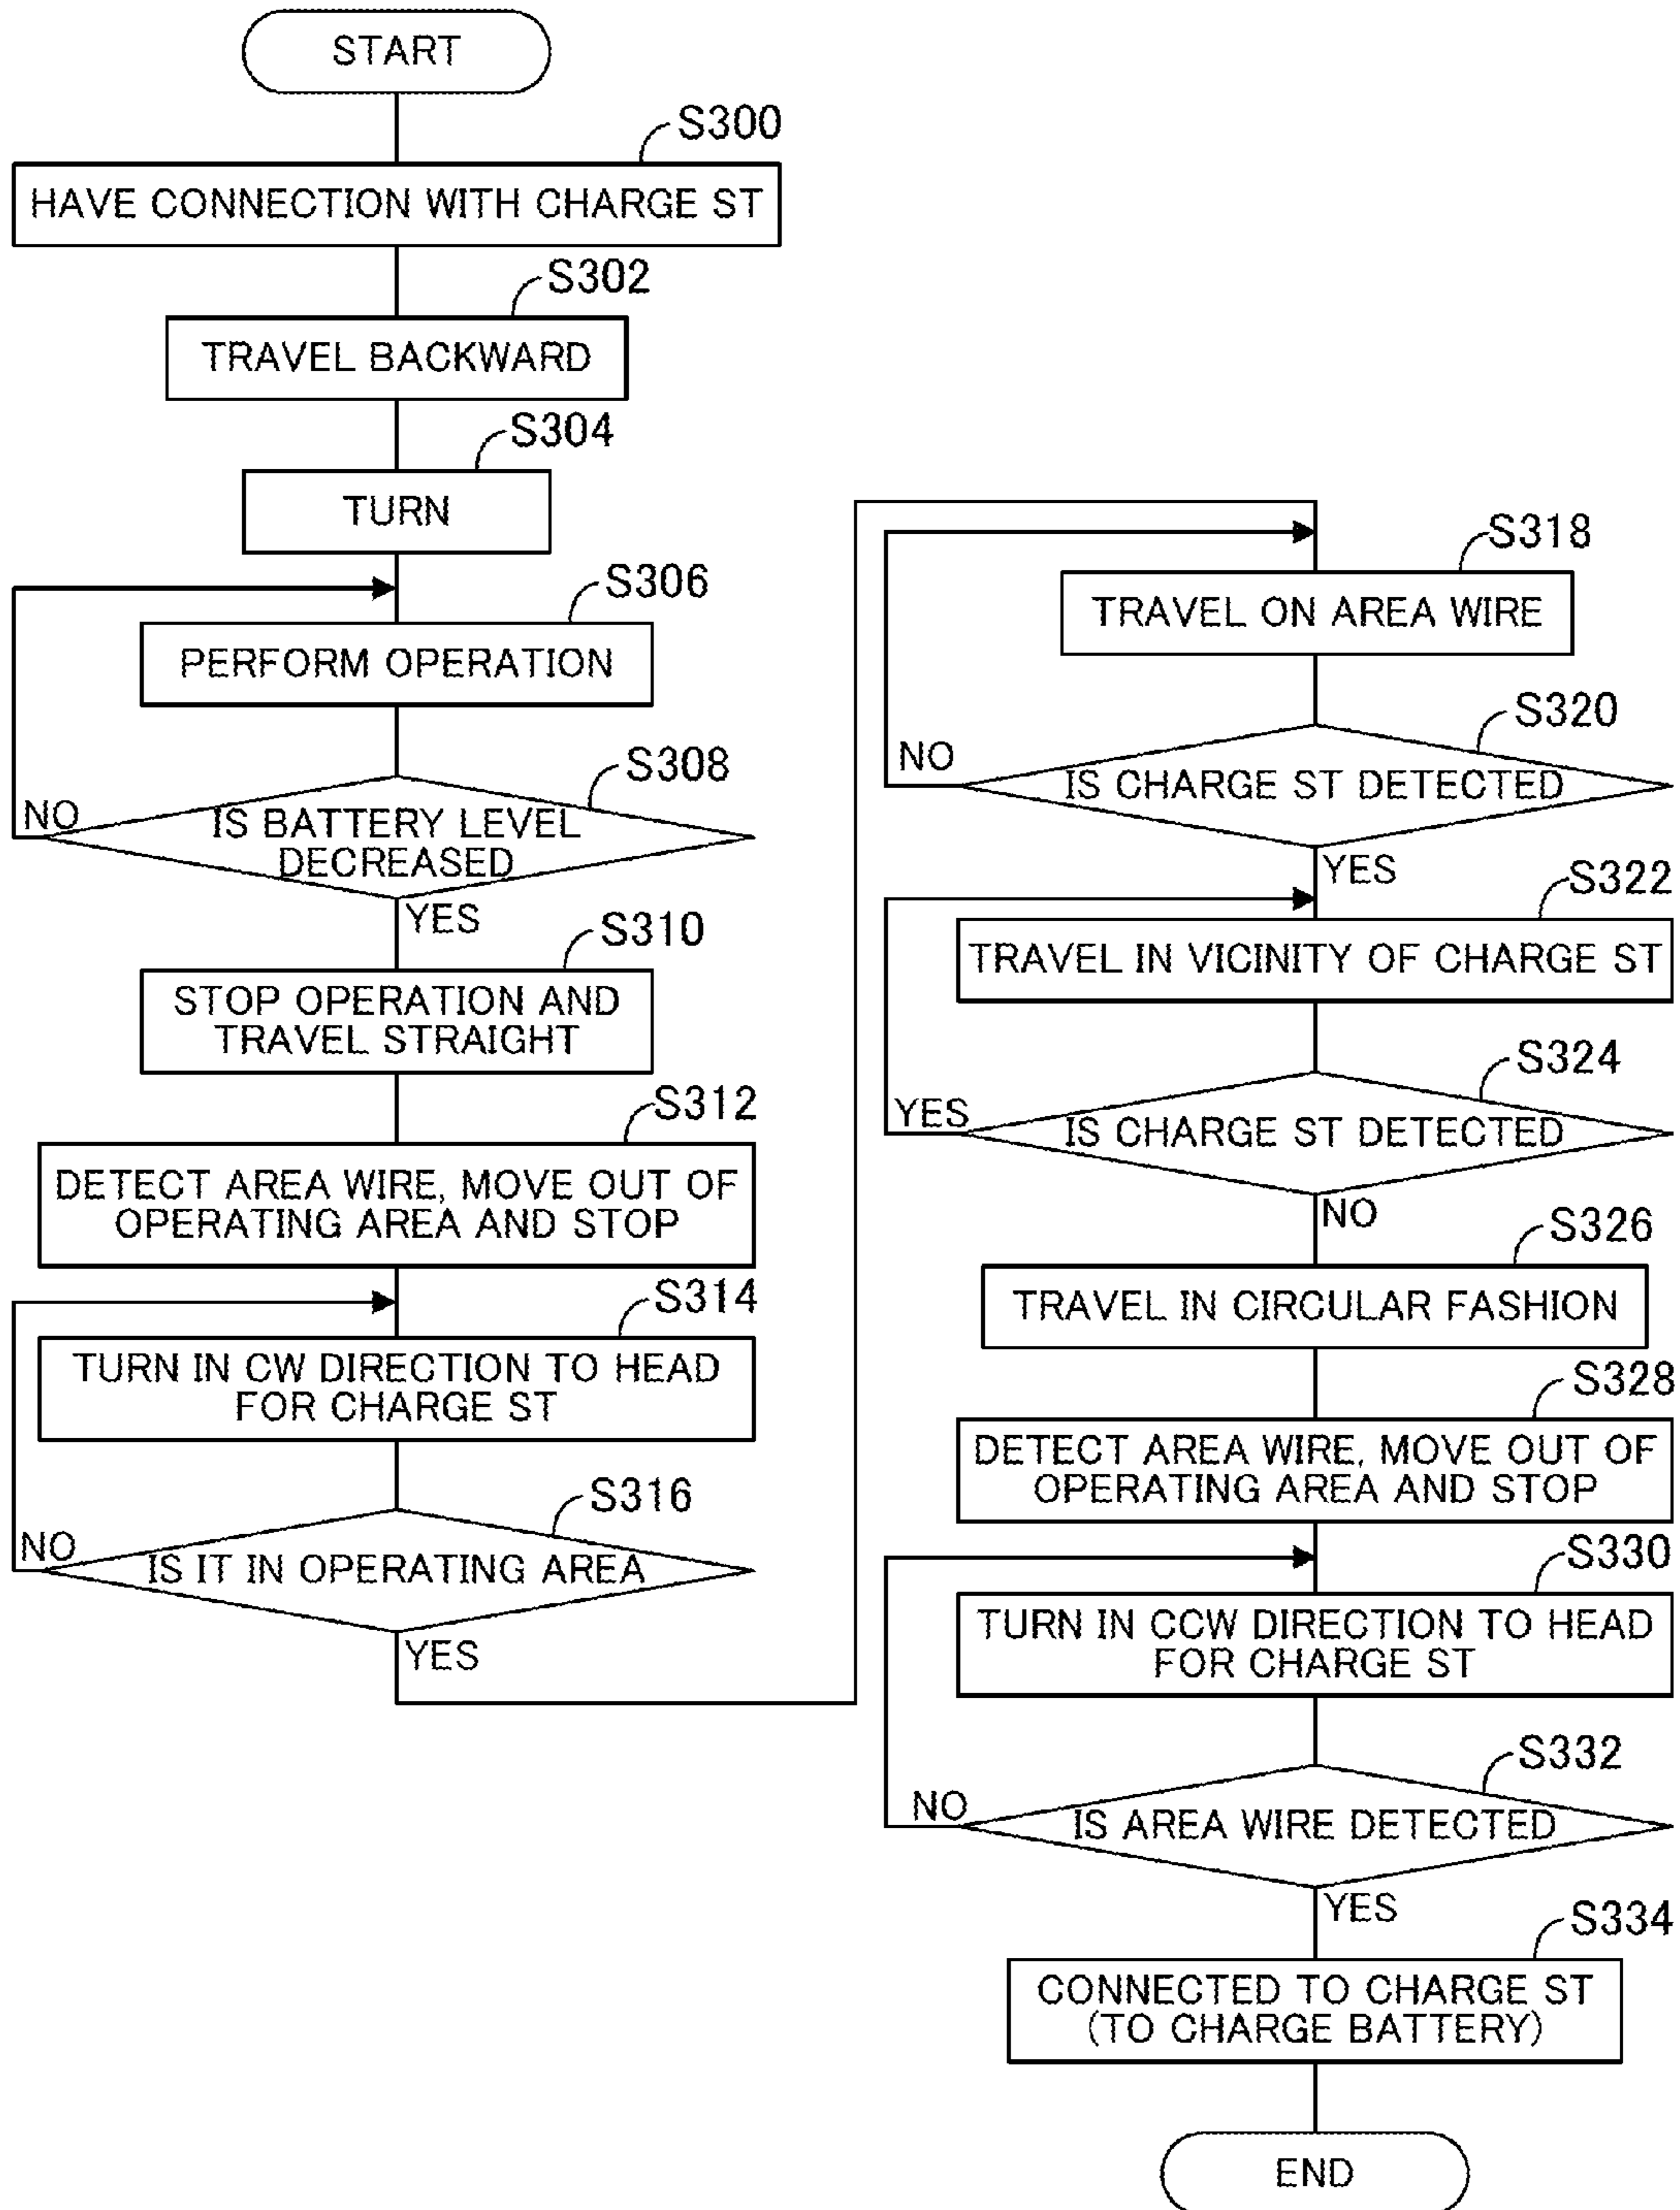 START
S300
HAVE CONNECTION WITH CHARGE ST
S302
TRAVEL BACKWARD
S304
TURN
S306
PERFORM OPERATION
S308
NO
IS BATTERY LEVEL
DECREASED
YES
S310
STOP OPERATION AND
TRAVEL STRAIGHT
S312
DETECT AREA WIRE, MOVE OUT OF
OPERATING AREA AND STOP
S314
TURN IN CW DIRECTION TO HEAD
FOR CHARGE ST
S316
NO
IS IT IN OPERATING AREA
YES
S318
TRAVEL ON AREA WIRE
S320
NO
IS CHARGE ST DETECTED
YES
S322
TRAVEL IN VICINITY OF CHARGE ST
S324
YES
IS CHARGE ST DETECTED
NO
S326
TRAVEL IN CIRCULAR FASHION
S328
DETECT AREA WIRE, MOVE OUT OF
OPERATING AREA AND STOP
S330
TURN IN CCW DIRECTION TO HEAD
FOR CHARGE ST
S332
NO
IS AREA WIRE DETECTED
YES
S334
CONNECTED TO CHARGE ST
(TO CHARGE BATTERY)
END